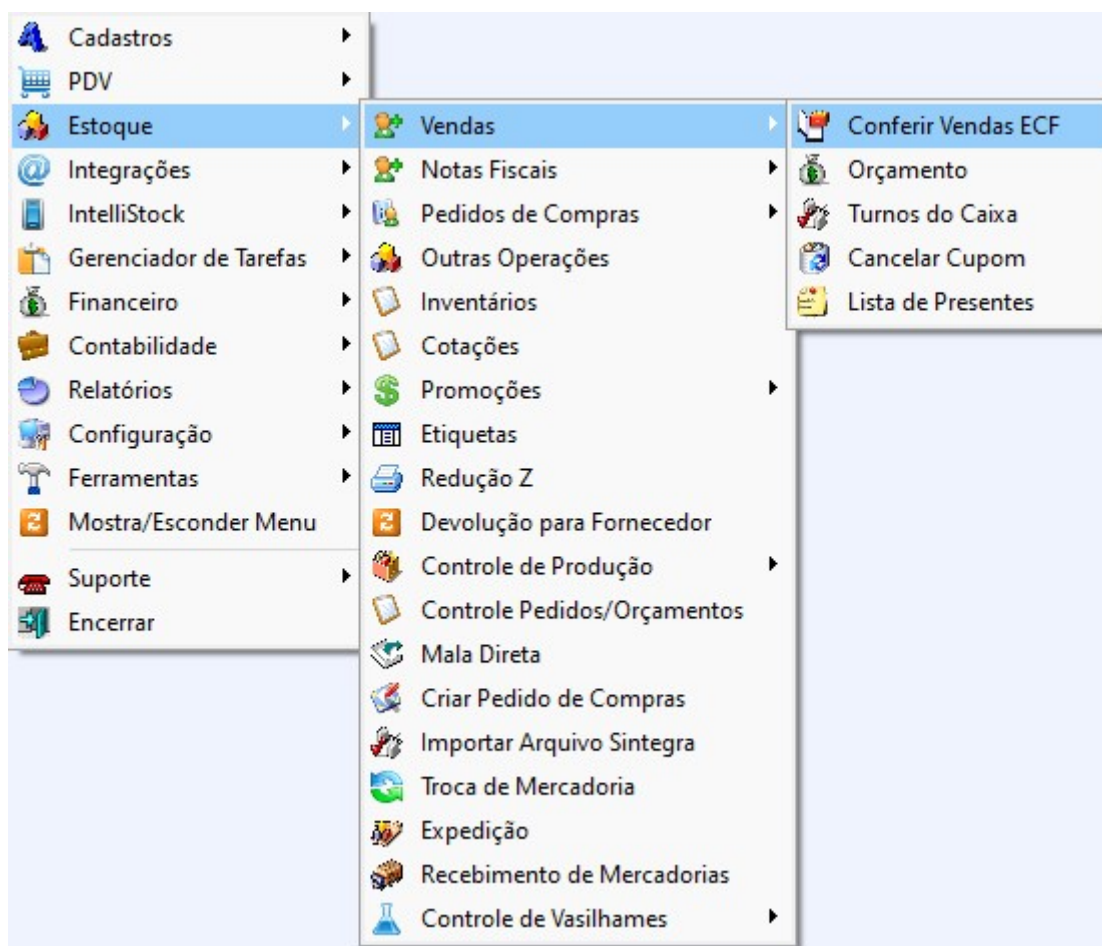 Cadastros
PDV
Estoque
Integrações
IntelliStock
Gerenciador de Tarefas
Financeiro
Contabilidade
Relatórios
Configuração
Ferramentas
Mostra/Esconder Menu
Suporte
Encerrar
Vendas
Notas Fiscais
Pedidos de Compras
Outras Operações
Inventários
Cotações
Promoções
Etiquetas
Redução Z
Devolução para Fornecedor
Controle de Produção
Controle Pedidos/Orçamentos
Mala Direta
Criar Pedido de Compras
Importar Arquivo Sintegra
Troca de Mercadoria
Expedição
Recebimento de Mercadorias
Controle de Vasilhames
Conferir Vendas ECF
Orçamento
Turnos do Caixa
Cancelar Cupom
Lista de Presentes